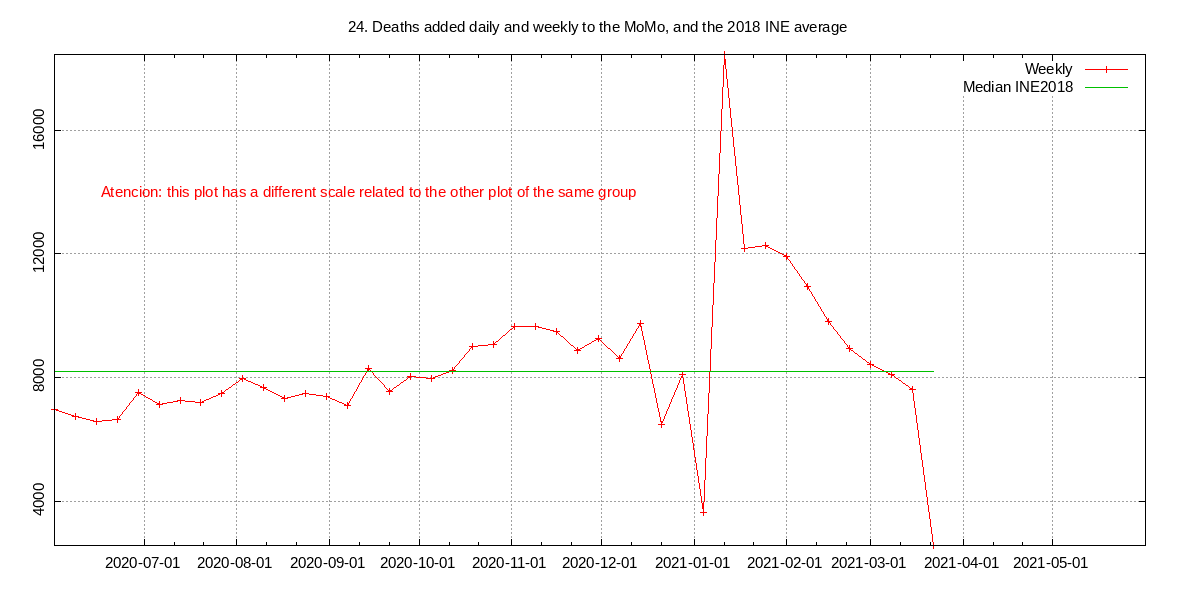 24. Deaths added daily and weekly to the MoMo, and the 2018 INE average
Weekly
Median INE2018
16000
Atencion: this plot has a different scale related to the other plot of the same group
12000
8000
4000
2020-07-01 2020-08-01 2020-09-01 2020-10-01 2020-11-01 2020-12-01 2021-01-01 2021-02-01 2021-03-01 2021-04-01 2021-05-01